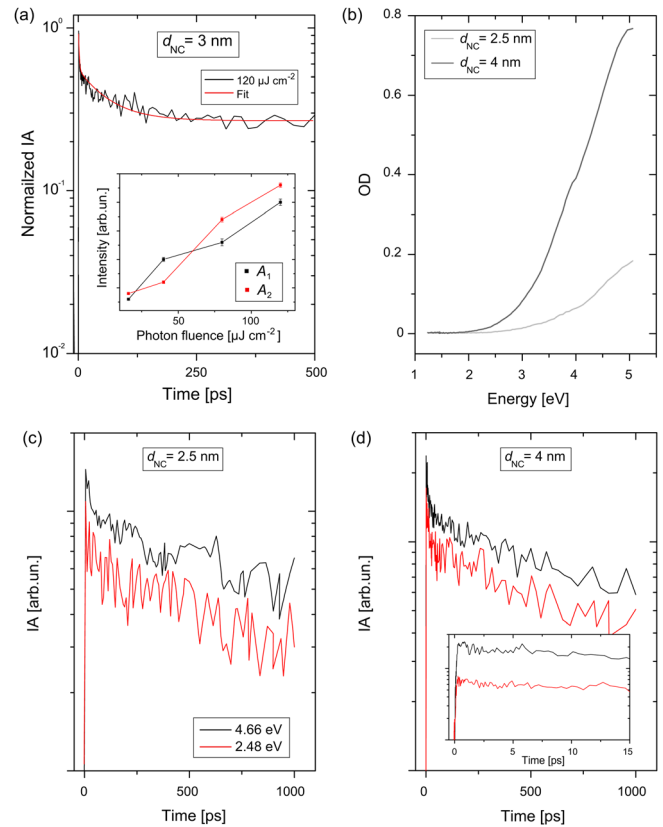 (a)
d_NC = 3 nm
10⁰
10⁻¹
10⁻²
Normailzed IA
120 µJ cm⁻²
Fit
Intensity [arb.un.]
A₁
A₂
50
100
Photon fluence [µJ cm⁻²]
0
250
500
Time [ps]
(b)
d_NC = 2.5 nm
d_NC = 4 nm
0.8
0.6
0.4
0.2
0
OD
1
2
3
4
5
Energy [eV]
(c)
d_NC = 2.5 nm
IA [arb.un.]
4.66 eV
2.48 eV
0
500
1000
Time [ps]
(d)
d_NC = 4 nm
IA [arb.un.]
0
5
10
15
Time [ps]
0
500
1000
Time [ps]